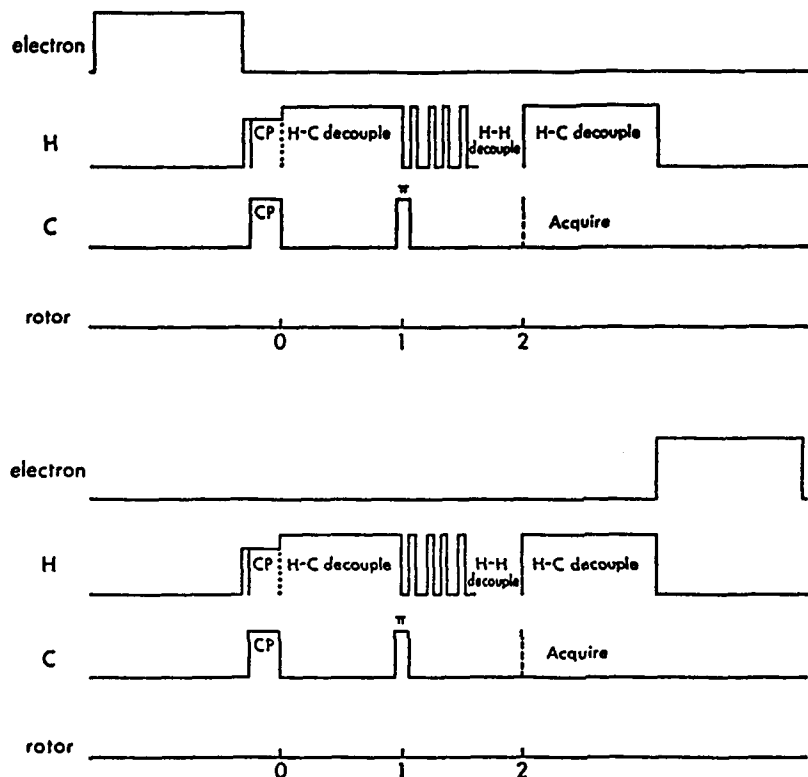 electron
H
CP
H-C decouple
H-H
decouple
H-C decouple
π
C
CP
Acquire
rotor
0 1 2
electron
H
CP
H-C decouple
H-H
decouple
H-C decouple
π
C
CP
Acquire
rotor
0 1 2